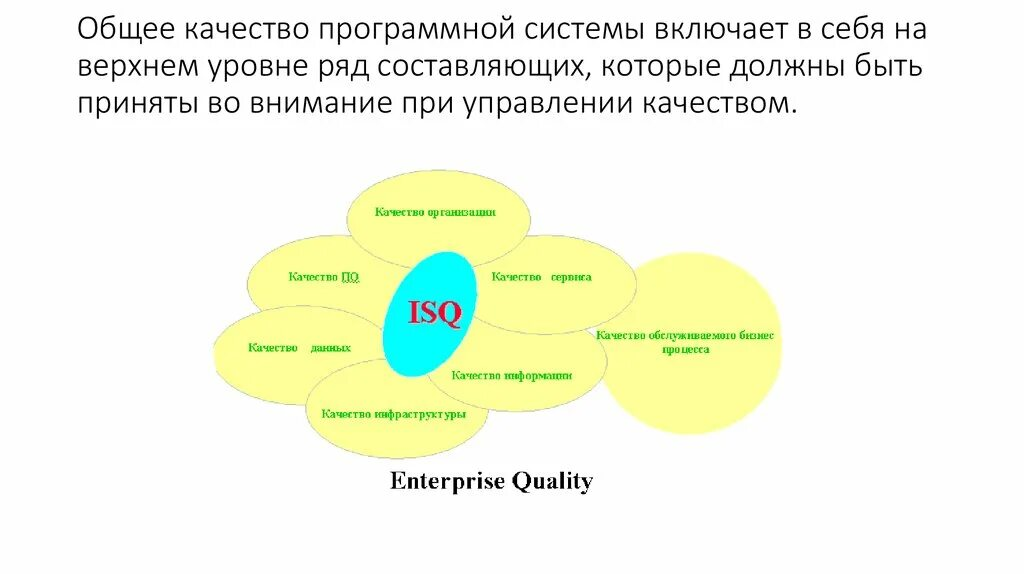 Общее качество программной системы включает в себя на
верхнем уровне ряд составляющих, которые должны быть
приняты во внимание при управлении качеством.
Качество организации
Качество ПО
Качество сервиса
ISQ
Качество обслуживаемого бизнес
процесса
Качество данных
Качество информации
Качество инфраструктуры
Enterprise Quality